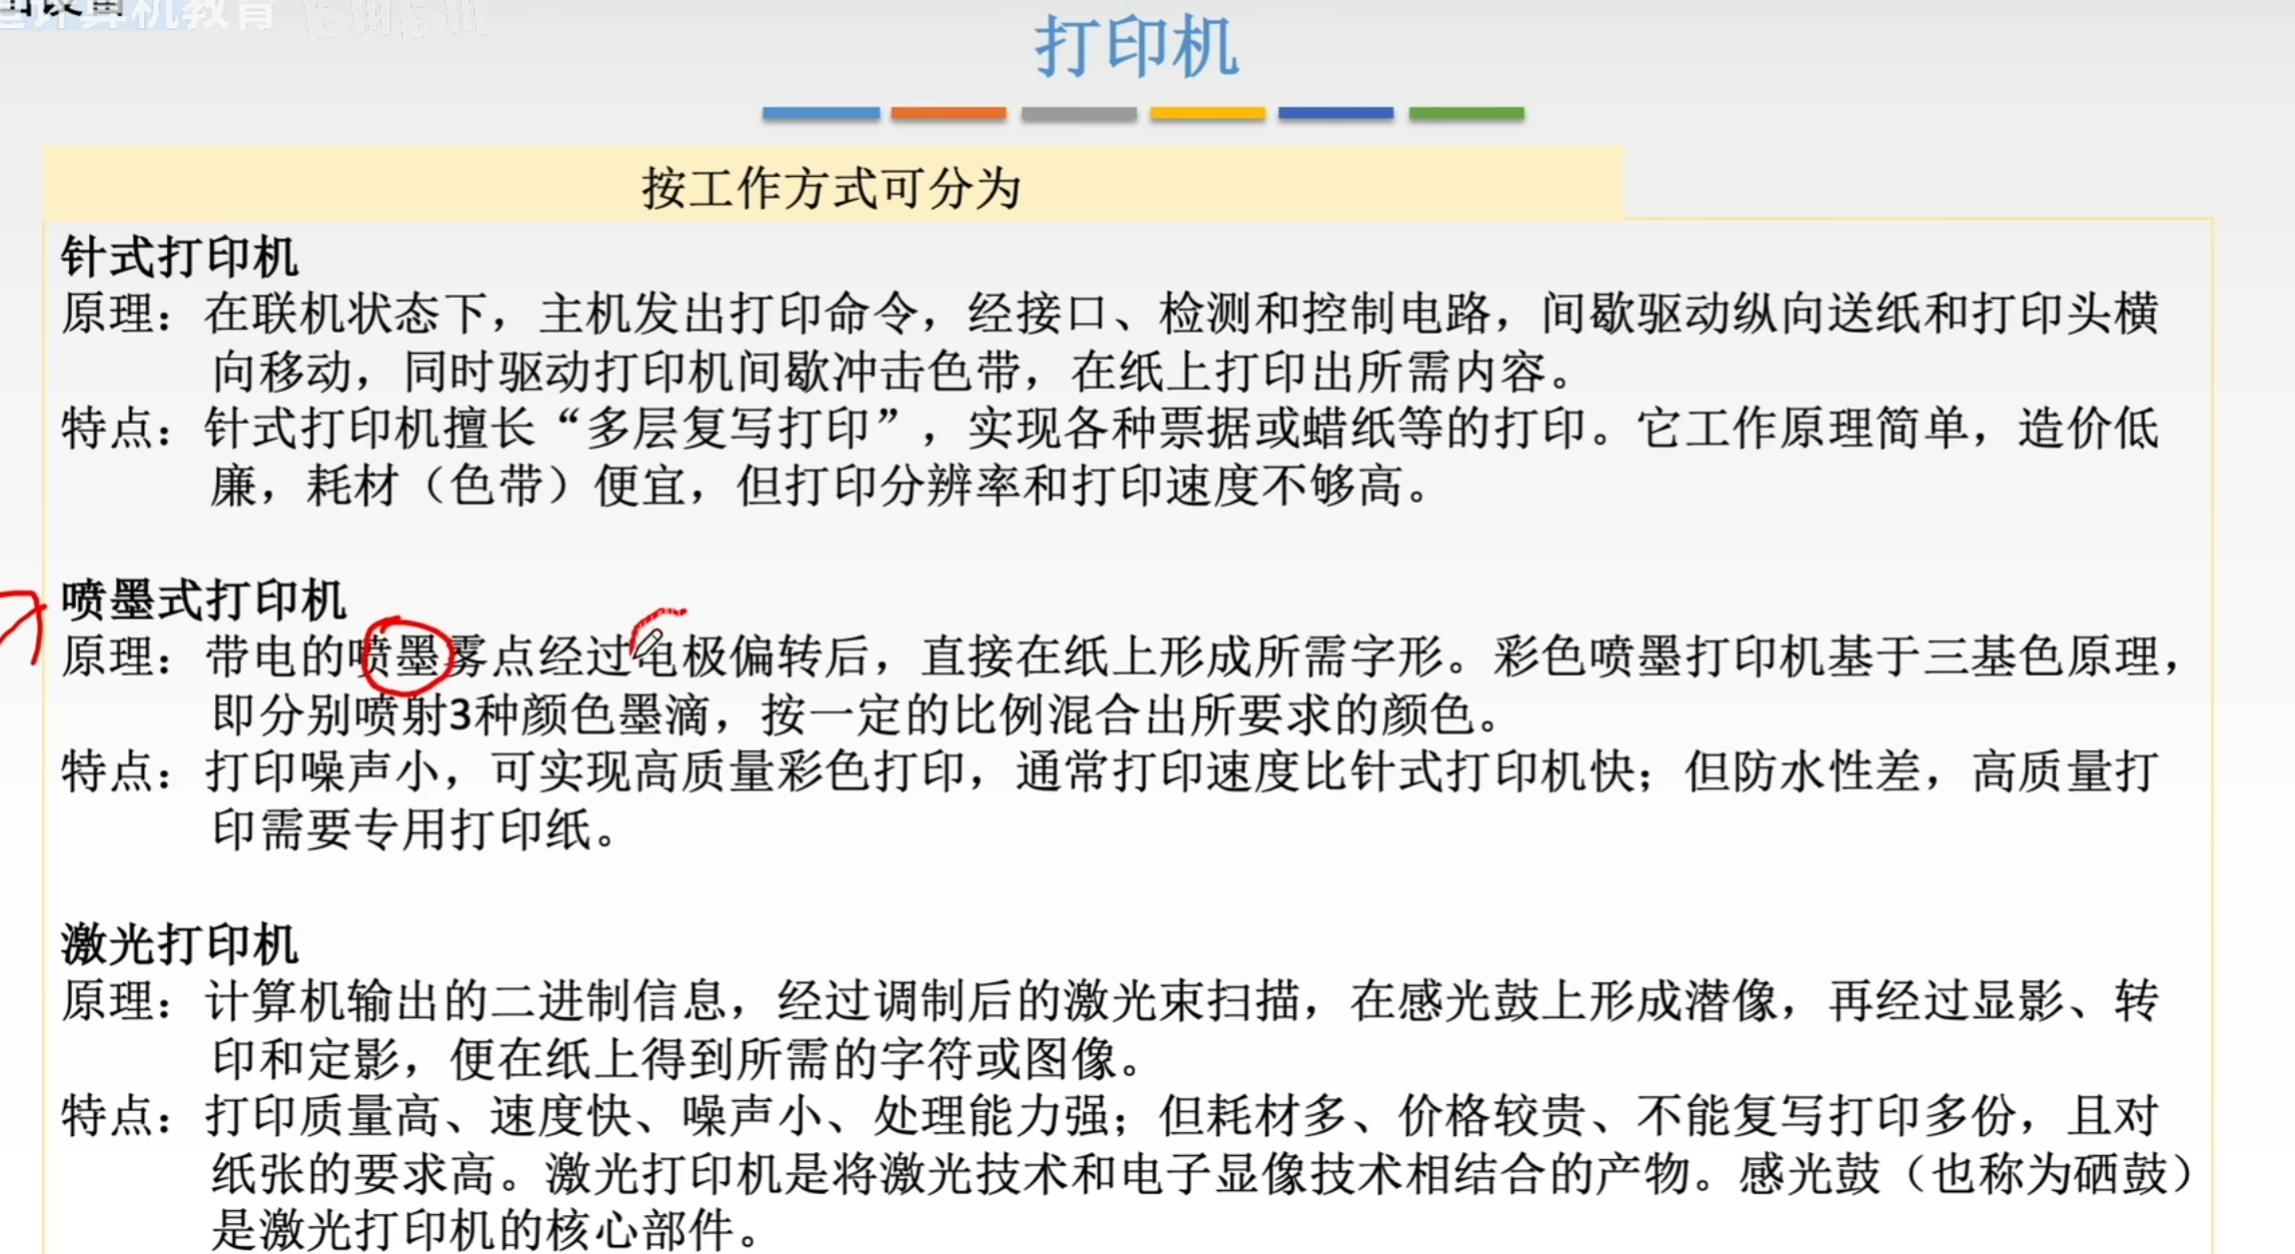 计算机教育
打印机
按工作方式可分为
针式打印机
原理：在联机状态下，主机发出打印命令，经接口、检测和控制电路，间歇驱动纵向送纸和打印头横
向移动，同时驱动打印机间歇冲击色带，在纸上打印出所需内容。
特点：针式打印机擅长“多层复写打印”，实现各种票据或蜡纸等的打印。它工作原理简单，造价低
廉，耗材（色带）便宜，但打印分辨率和打印速度不够高。
喷墨式打印机
原理：带电的喷墨雾点经过电极偏转后，直接在纸上形成所需字形。彩色喷墨打印机基于三基色原理，
即分别喷射3种颜色墨滴，按一定的比例混合出所要求的颜色。
特点：打印噪声小，可实现高质量彩色打印，通常打印速度比针式打印机快；但防水性差，高质量打
印需要专用打印纸。
激光打印机
原理：计算机输出的二进制信息，经过调制后的激光束扫描，在感光鼓上形成潜像，再经过显影、转
印和定影，便在纸上得到所需的字符或图像。
特点：打印质量高、速度快、噪声小、处理能力强；但耗材多、价格较贵、不能复写打印多份，且对
纸张的要求高。激光打印机是将激光技术和电子显像技术相结合的产物。感光鼓（也称为硒鼓）
是激光打印机的核心部件。